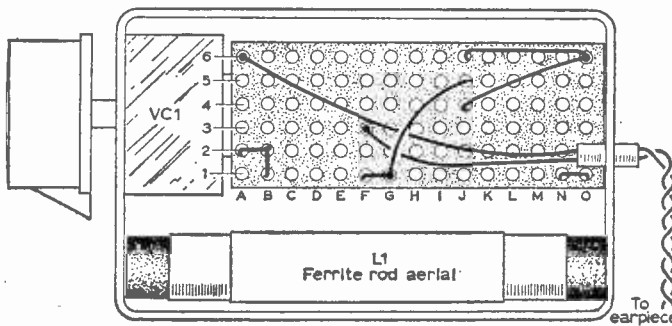 VC1
6
5
4
3
2
1
A B C D E F G H I J K L M N O
L1
Ferrite rod aerial
To
earpiece